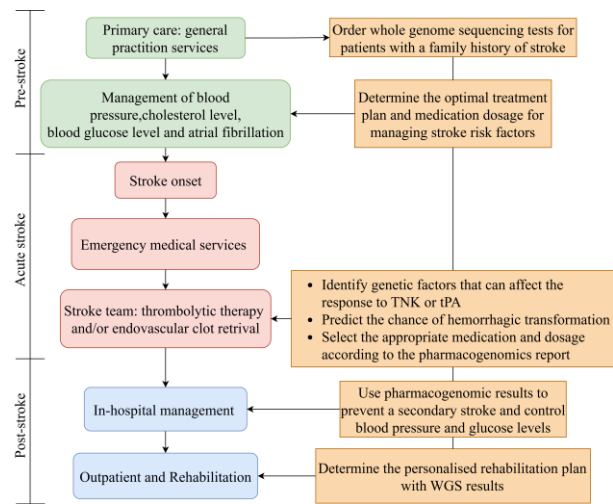 Pre-stroke
Primary care: general
practition services
Order whole genome sequencing tests for
patients with a family history of stroke
Management of blood
pressure,cholesterol level,
blood glucose level and atrial fibrillation
Determine the optimal treatment
plan and medication dosage for
managing stroke risk factors
Acute stroke
Stroke onset
Emergency medical services
Stroke team: thrombolytic therapy
and/or endovascular clot retrival
• Identify genetic factors that can affect the
response to TNK or tPA
• Predict the chance of hemorrhagic transformation
• Select the appropriate medication and dosage
according to the pharmacogenomics report
Post-stroke
In-hospital management
Use pharmacogenomic results to
prevent a secondary stroke and control
blood pressure and glucose levels
Outpatient and Rehabilitation
Determine the personalised rehabilitation plan
with WGS results